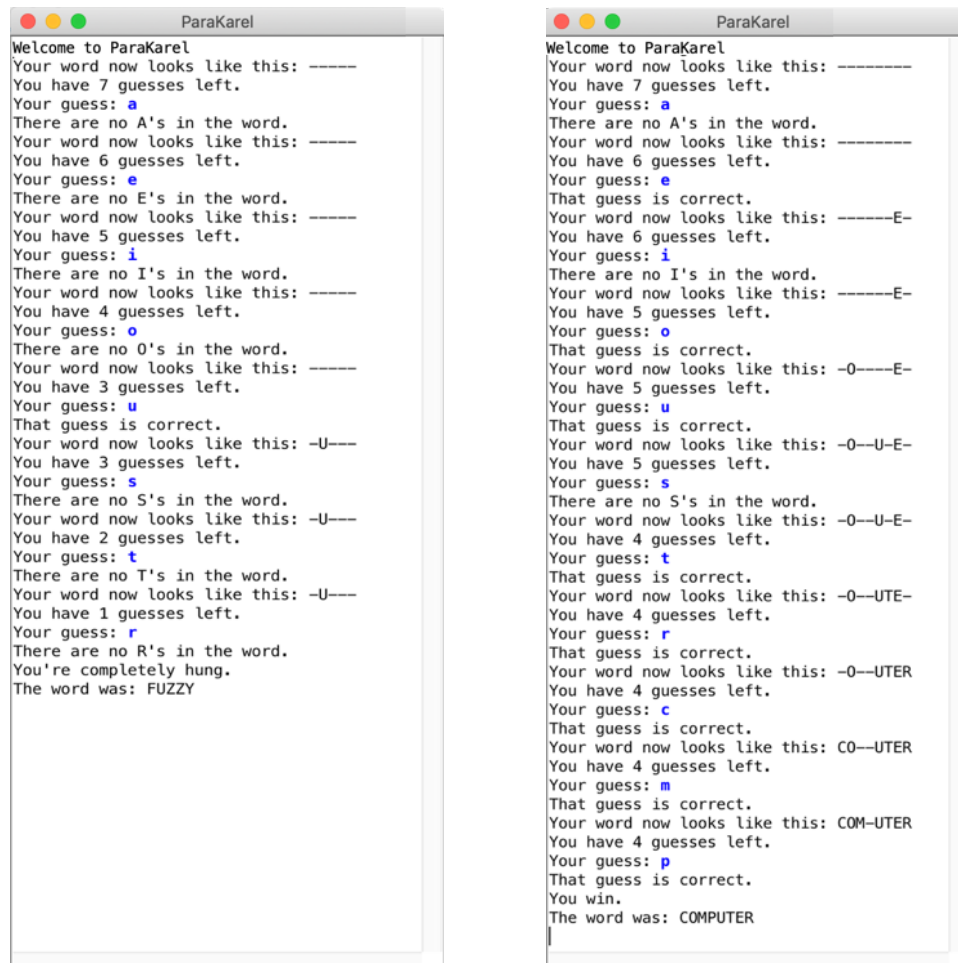 ParaKarel
Welcome to ParaKarel
Your word now looks like this: -----
You have 7 guesses left.
Your guess: a
There are no A's in the word.
Your word now looks like this: -----
You have 6 guesses left.
Your guess: e
There are no E's in the word.
Your word now looks like this: -----
You have 5 guesses left.
Your guess: i
There are no I's in the word.
Your word now looks like this: -----
You have 4 guesses left.
Your guess: o
There are no O's in the word.
Your word now looks like this: -----
You have 3 guesses left.
Your guess: u
That guess is correct.
Your word now looks like this: -U---
You have 3 guesses left.
Your guess: s
There are no S's in the word.
Your word now looks like this: -U---
You have 2 guesses left.
Your guess: t
There are no T's in the word.
Your word now looks like this: -U---
You have 1 guesses left.
Your guess: r
There are no R's in the word.
You're completely hung.
The word was: FUZZY
ParaKarel
Welcome to ParaKarel
Your word now looks like this: --------
You have 7 guesses left.
Your guess: a
There are no A's in the word.
Your word now looks like this: --------
You have 6 guesses left.
Your guess: e
That guess is correct.
Your word now looks like this: ------E-
You have 6 guesses left.
Your guess: i
There are no I's in the word.
Your word now looks like this: ------E-
You have 5 guesses left.
Your guess: o
That guess is correct.
Your word now looks like this: -O----E-
You have 5 guesses left.
Your guess: u
That guess is correct.
Your word now looks like this: -O--U-E-
You have 5 guesses left.
Your guess: s
There are no S's in the word.
Your word now looks like this: -O--U-E-
You have 4 guesses left.
Your guess: t
That guess is correct.
Your word now looks like this: -O--UTE-
You have 4 guesses left.
Your guess: r
That guess is correct.
Your word now looks like this: -O--UTER
You have 4 guesses left.
Your guess: c
That guess is correct.
Your word now looks like this: CO--UTER
You have 4 guesses left.
Your guess: m
That guess is correct.
Your word now looks like this: COM-UTER
You have 4 guesses left.
Your guess: p
That guess is correct.
You win.
The word was: COMPUTER